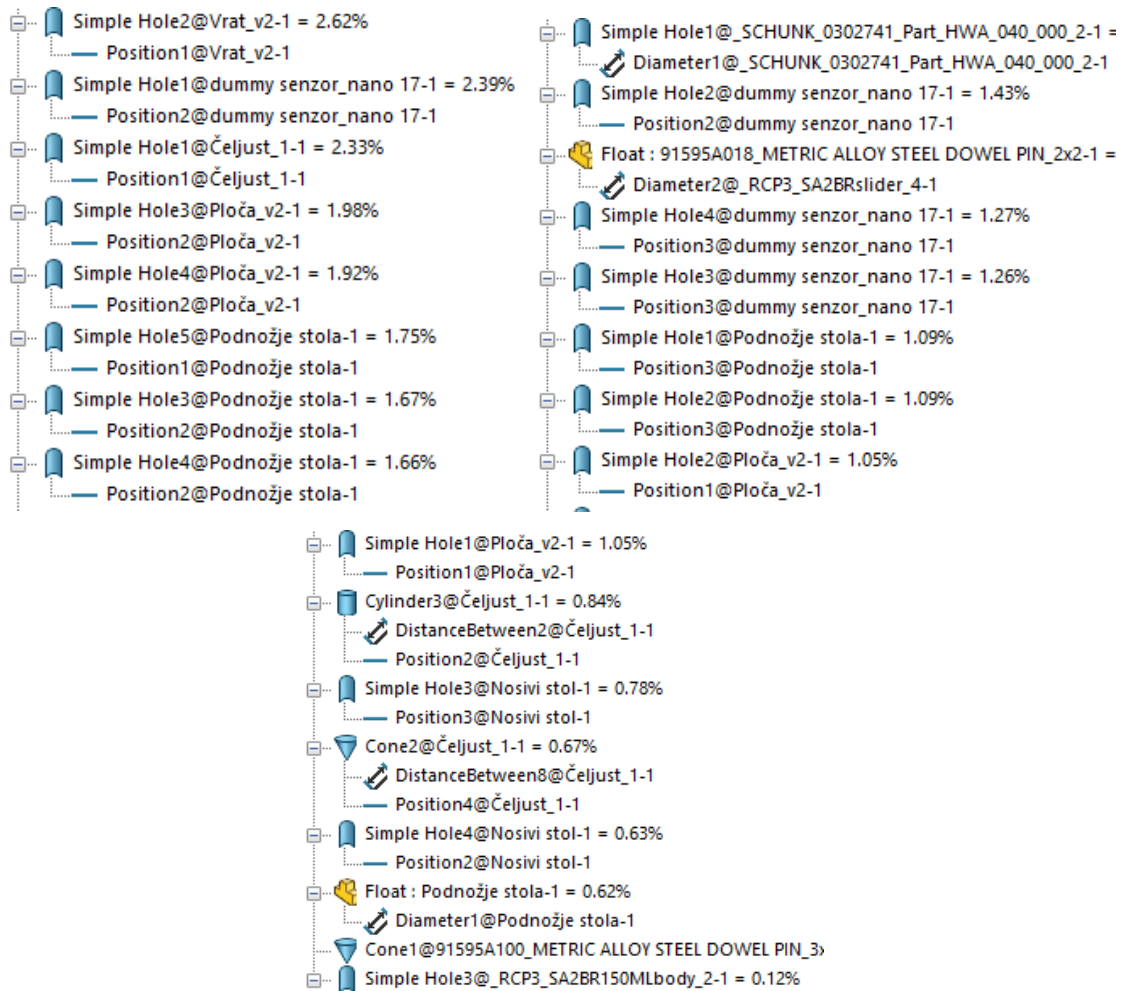 Simple Hole2@Vrat_v2-1 = 2.62%
Position1@Vrat_v2-1
Simple Hole1@dummy senzor_nano 17-1 = 2.39%
Position2@dummy senzor_nano 17-1
Simple Hole1@Čeljust_1-1 = 2.33%
Position1@Čeljust_1-1
Simple Hole3@Ploča_v2-1 = 1.98%
Position2@Ploča_v2-1
Simple Hole4@Ploča_v2-1 = 1.92%
Position2@Ploča_v2-1
Simple Hole5@Podnožje stola-1 = 1.75%
Position1@Podnožje stola-1
Simple Hole3@Podnožje stola-1 = 1.67%
Position2@Podnožje stola-1
Simple Hole4@Podnožje stola-1 = 1.66%
Position2@Podnožje stola-1
Simple Hole1@_SCHUNK_0302741_Part_HWA_040_000_2-1 =
Diameter1@_SCHUNK_0302741_Part_HWA_040_000_2-1
Simple Hole2@dummy senzor_nano 17-1 = 1.43%
Position2@dummy senzor_nano 17-1
Float : 91595A018_METRIC ALLOY STEEL DOWEL PIN_2x2-1 =
Diameter2@_RCP3_SA2BRslider_4-1
Simple Hole4@dummy senzor_nano 17-1 = 1.27%
Position3@dummy senzor_nano 17-1
Simple Hole3@dummy senzor_nano 17-1 = 1.26%
Position3@dummy senzor_nano 17-1
Simple Hole1@Podnožje stola-1 = 1.09%
Position3@Podnožje stola-1
Simple Hole2@Podnožje stola-1 = 1.09%
Position3@Podnožje stola-1
Simple Hole2@Ploča_v2-1 = 1.05%
Position1@Ploča_v2-1
Simple Hole1@Ploča_v2-1 = 1.05%
Position1@Ploča_v2-1
Cylinder3@Čeljust_1-1 = 0.84%
DistanceBetween2@Čeljust_1-1
Position2@Čeljust_1-1
Simple Hole3@Nosivi stol-1 = 0.78%
Position3@Nosivi stol-1
Cone2@Čeljust_1-1 = 0.67%
DistanceBetween8@Čeljust_1-1
Position4@Čeljust_1-1
Simple Hole4@Nosivi stol-1 = 0.63%
Position2@Nosivi stol-1
Float : Podnožje stola-1 = 0.62%
Diameter1@Podnožje stola-1
Cone1@91595A100_METRIC ALLOY STEEL DOWEL PIN_3x
Simple Hole3@_RCP3_SA2BR150MLbody_2-1 = 0.12%